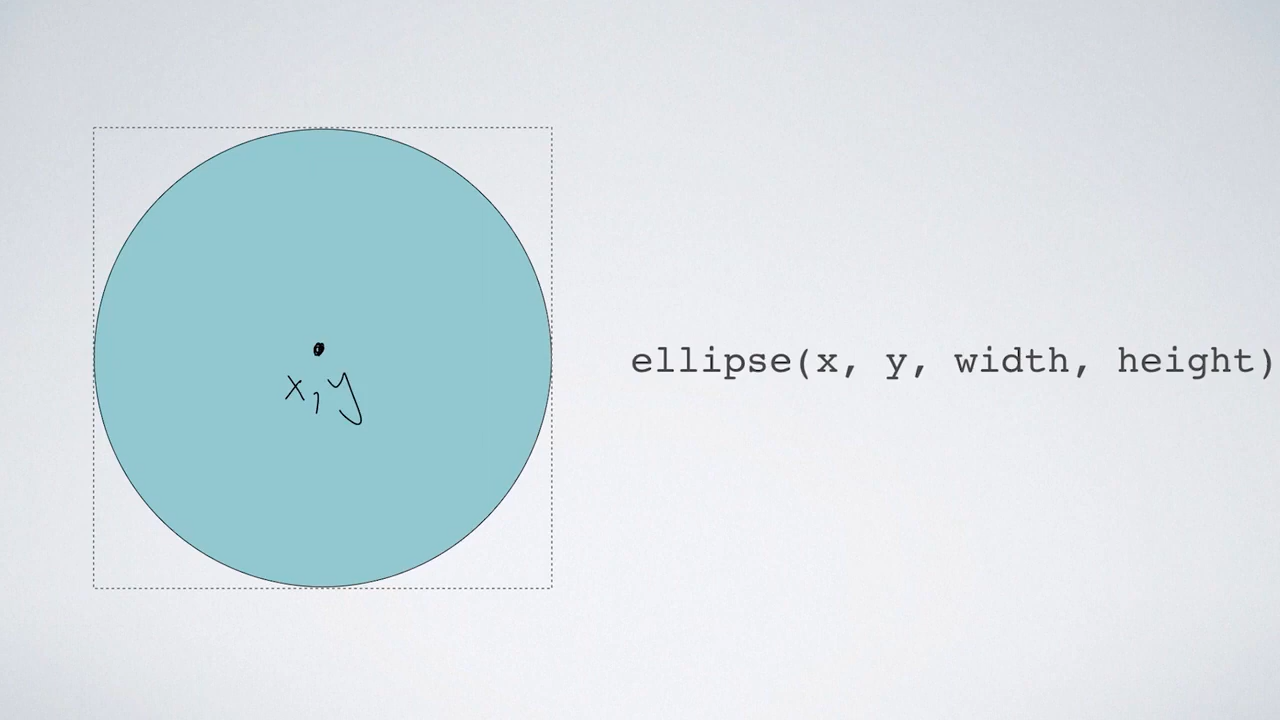 x, y
ellipse(x, y, width, height)